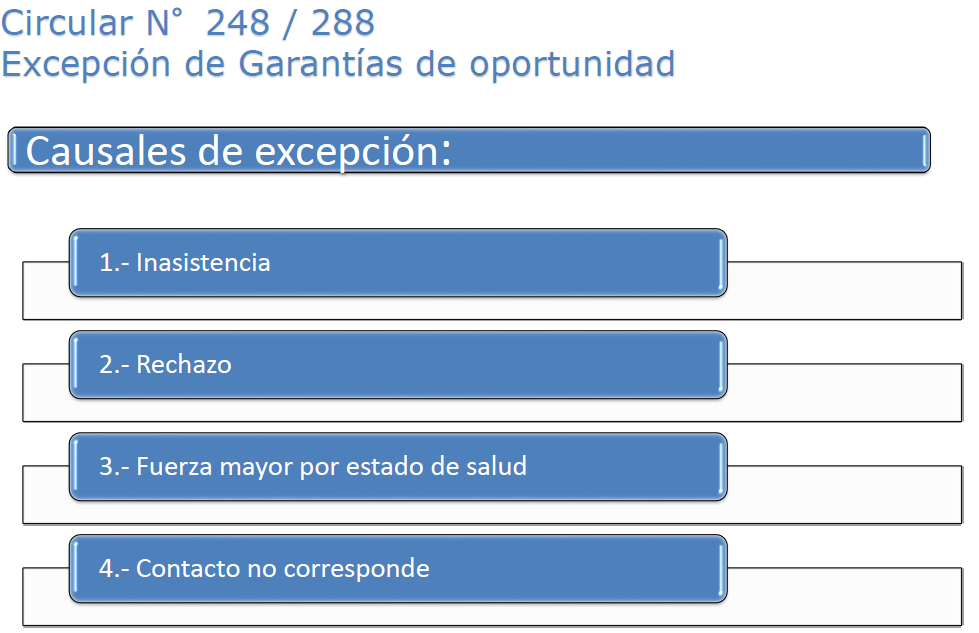 Circular N° 248 / 288
Excepción de Garantías de oportunidad
Causales de excepción:
1.- Inasistencia
2.- Rechazo
3.- Fuerza mayor por estado de salud
4.- Contacto no corresponde